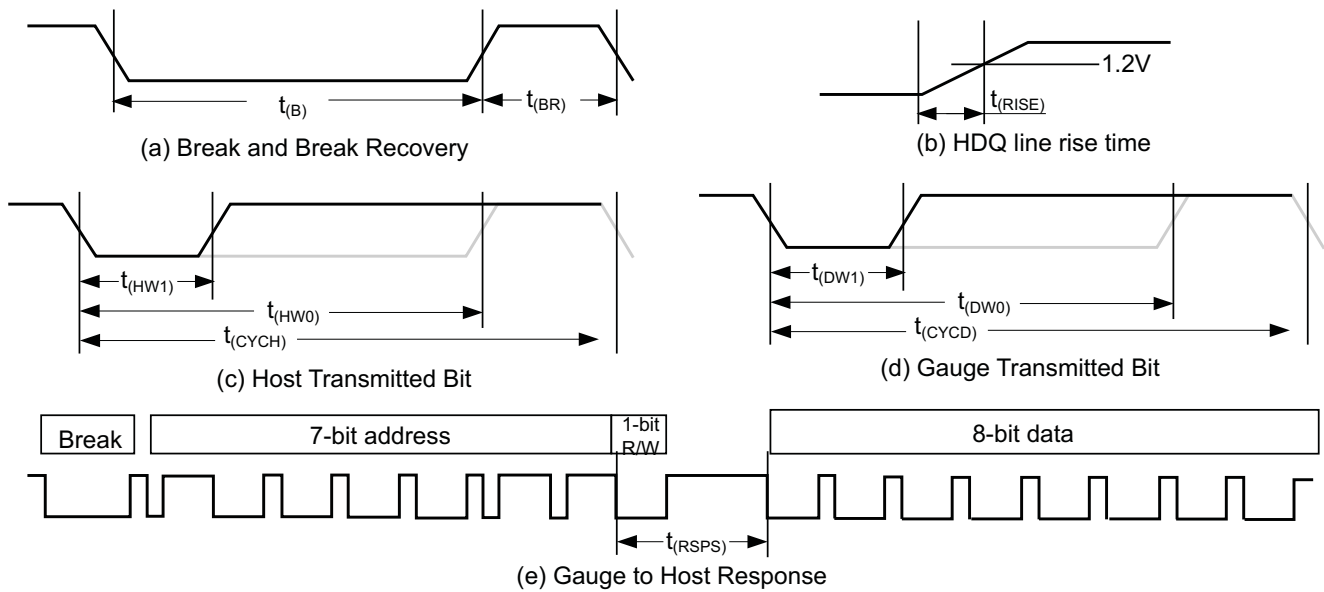 t(B)
t(BR)
(a) Break and Break Recovery
1.2V
t(RISE)
(b) HDQ line rise time
t(HW1)
t(HW0)
t(CYCH)
(c) Host Transmitted Bit
t(DW1)
t(DW0)
t(CYCD)
(d) Gauge Transmitted Bit
Break
7-bit address
1-bit
R/W
8-bit data
t(RSPS)
(e) Gauge to Host Response